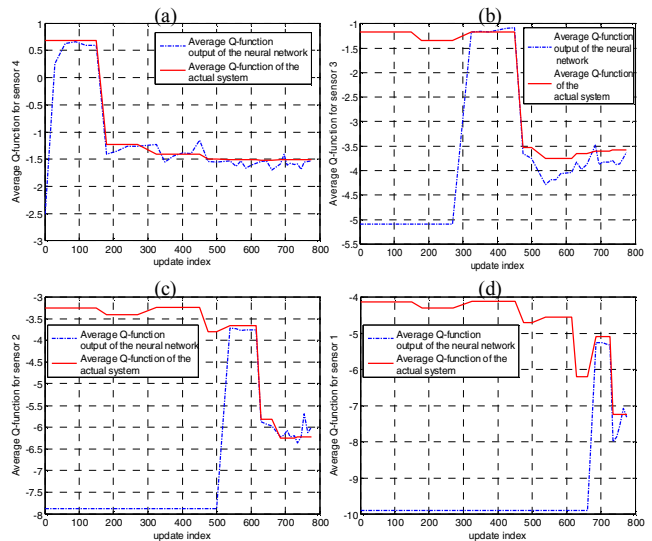 (a)
Average Q-function for sensor 4
1
0.5
0
-0.5
-1
-1.5
-2
-2.5
-3
0 100 200 300 400 500 600 700 800
update index
Average Q-function
output of the neural network
Average Q-function of the
actual system
(b)
Average Q-function for sensor 3
-1
-1.5
-2
-2.5
-3
-3.5
-4
-4.5
-5
-5.5
0 100 200 300 400 500 600 700 800
update index
Average Q-function
output of the neural
network
Average Q-function
of the
actual system
(c)
Average Q-function for sensor 2
-3
-3.5
-4
-4.5
-5
-5.5
-6
-6.5
-7
-7.5
-8
0 100 200 300 400 500 600 700 800
update index
Average Q-function
output of the neural network
Average Q-function of the
actual system
(d)
Average Q-function for sensor 1
-4
-5
-6
-7
-8
-9
-10
0 100 200 300 400 500 600 700 800
update index
Average Q-function
output of the neural network
Average Q-function of the
actual system